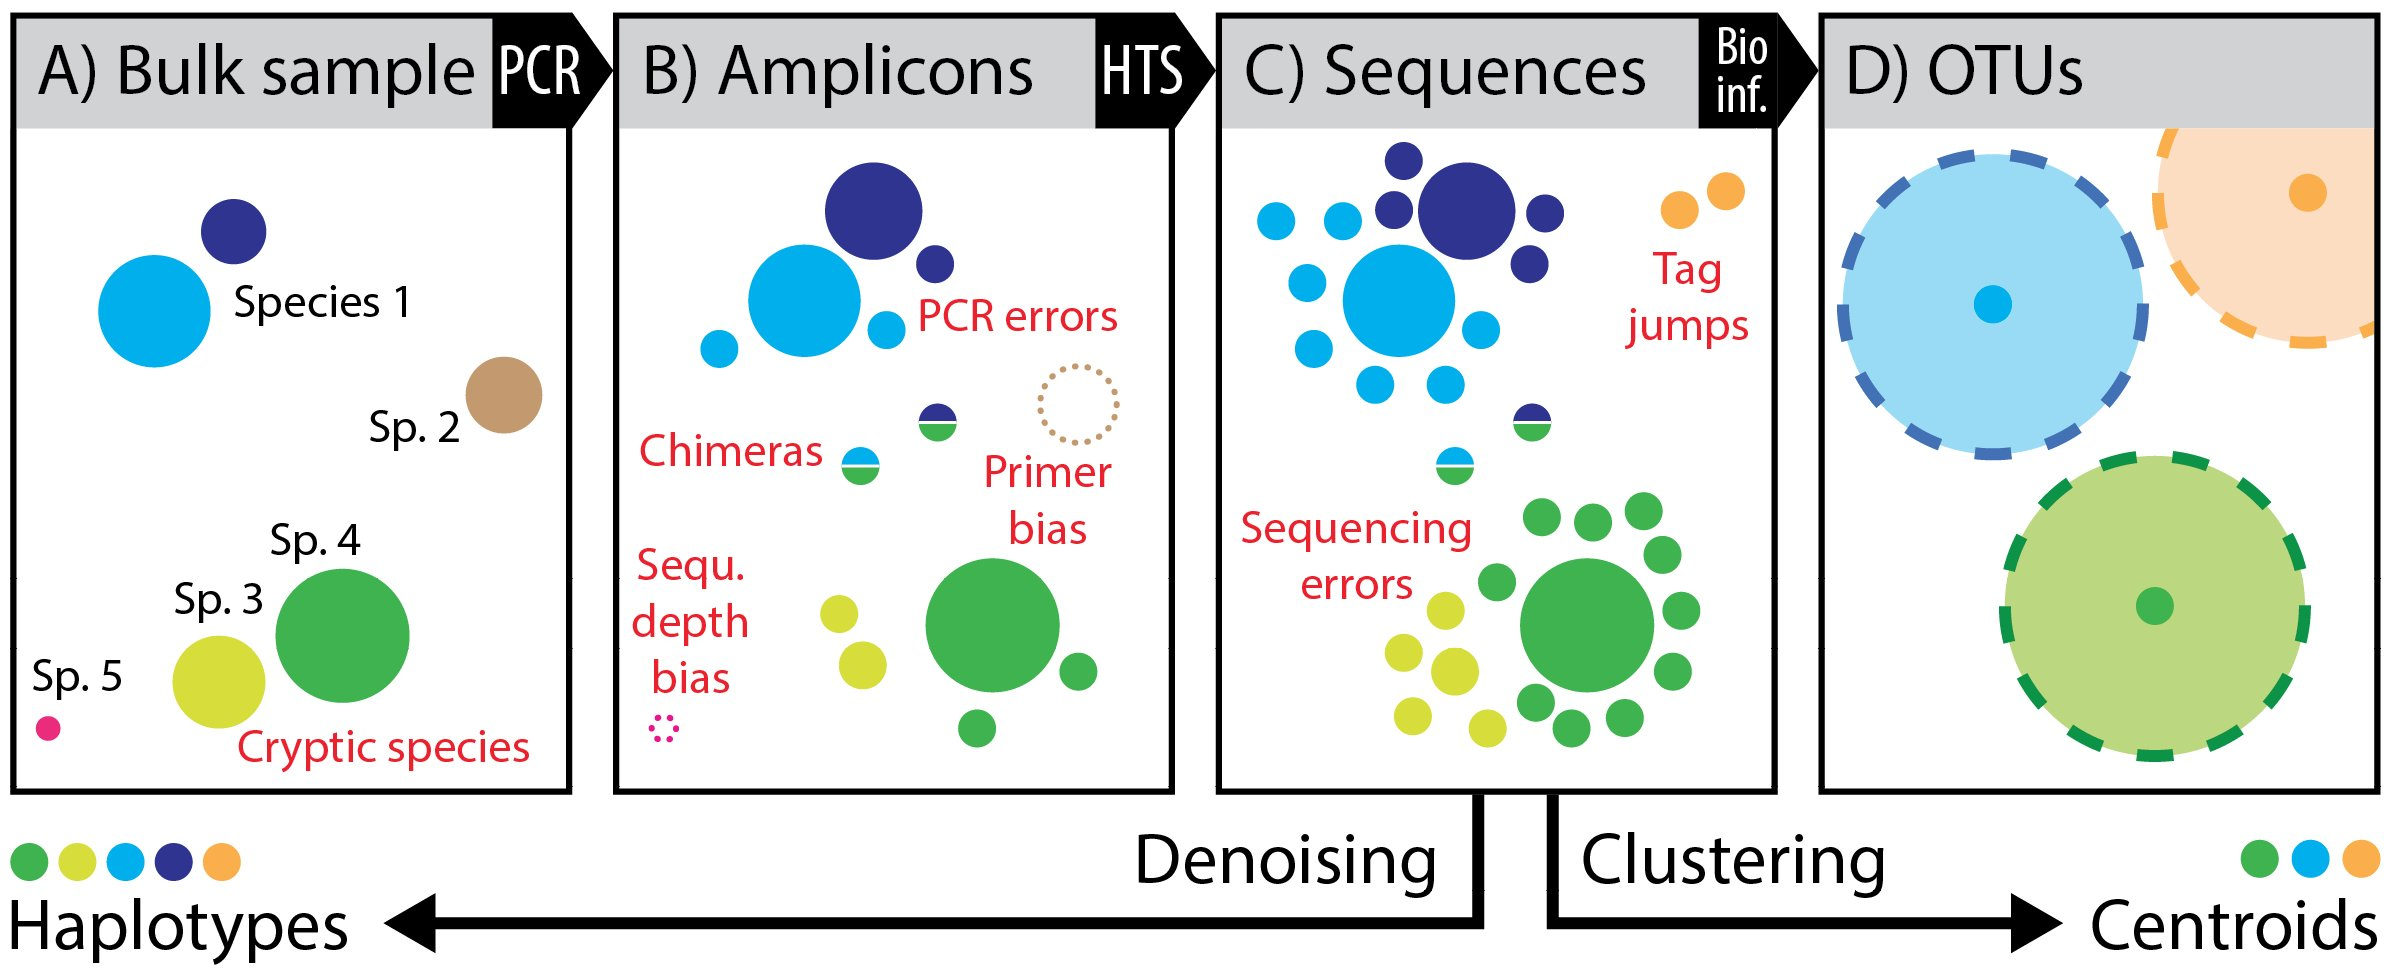 A) Bulk sample
PCR
B) Amplicons
HTS
C) Sequences
Bio
inf.
D) OTUs
Species 1
Sp. 2
Sp. 4
Sp. 3
Sp. 5
Cryptic species
PCR errors
Chimeras
Primer
bias
Sequ.
depth
bias
Tag
jumps
Sequencing
errors
Denoising
Clustering
Haplotypes
Centroids